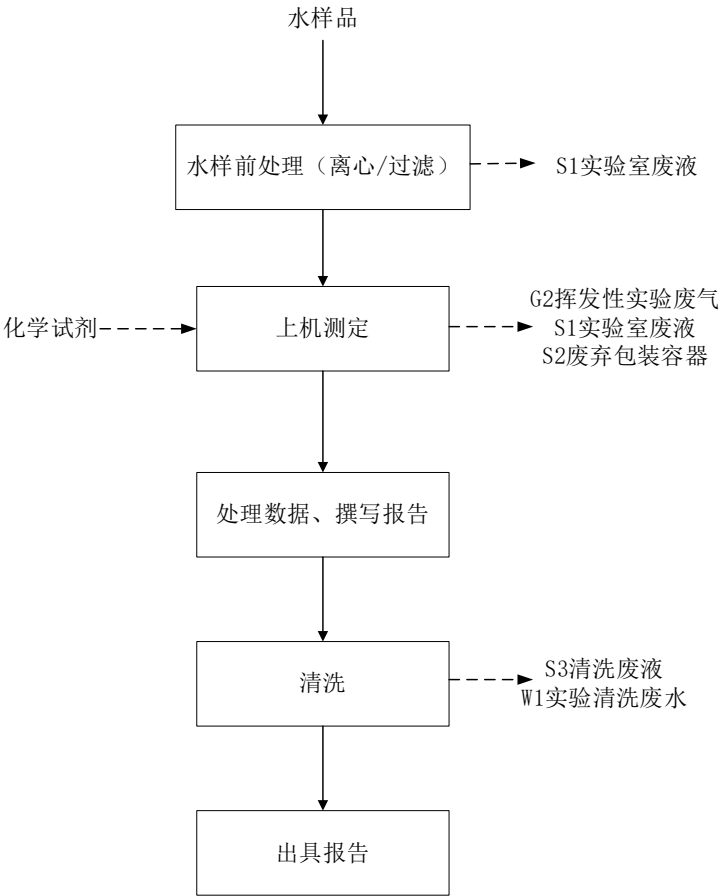 水样品
水样前处理（离心/过滤）
S1实验室废液
化学试剂
上机测定
G2挥发性实验废气
S1实验室废液
S2废弃包装容器
处理数据、撰写报告
清洗
S3清洗废液
W1实验清洗废水
出具报告